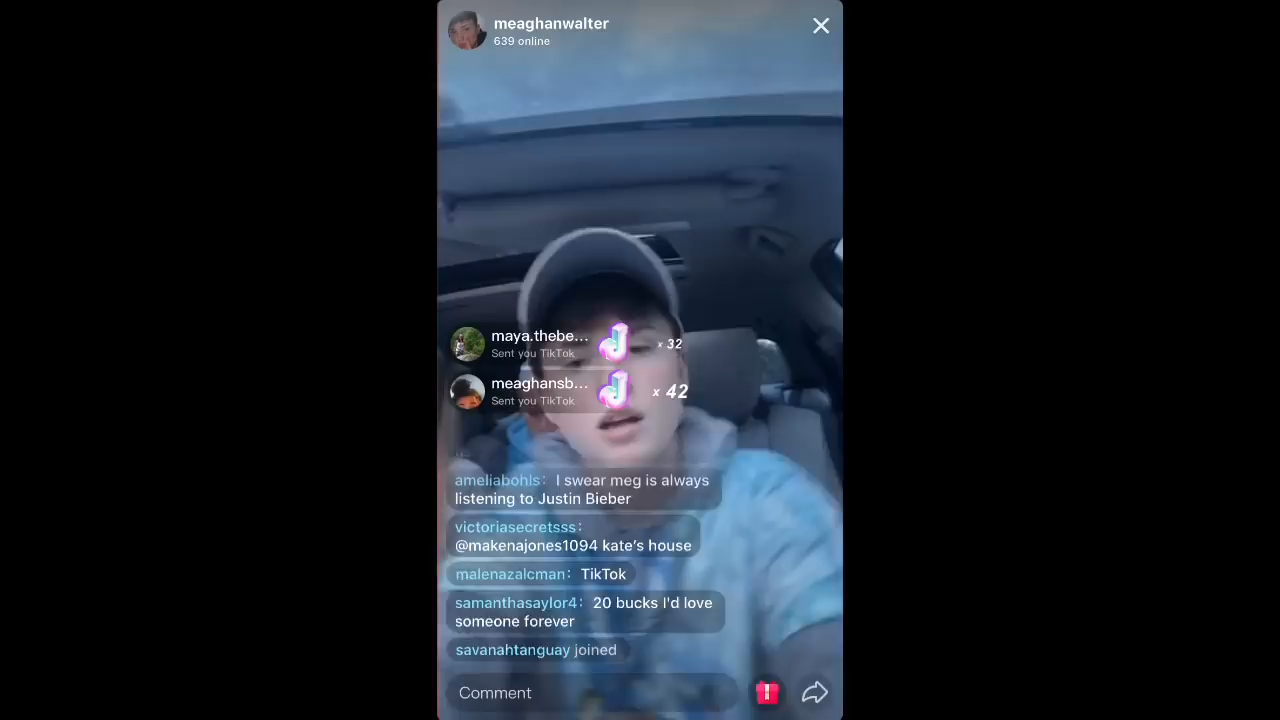 meaghanwalter
639 online
maya.thebe...
Sent you TikTok
x 32
meaghansb...
Sent you TikTok
x 42
ameliabohls: I swear meg is always
listening to Justin Bieber
victoriasecretsss:
@makenajones1094 kate’s house
malenazalcman: TikTok
samanthasaylor4: 20 bucks I'd love
someone forever
savanahtanguay joined
Comment